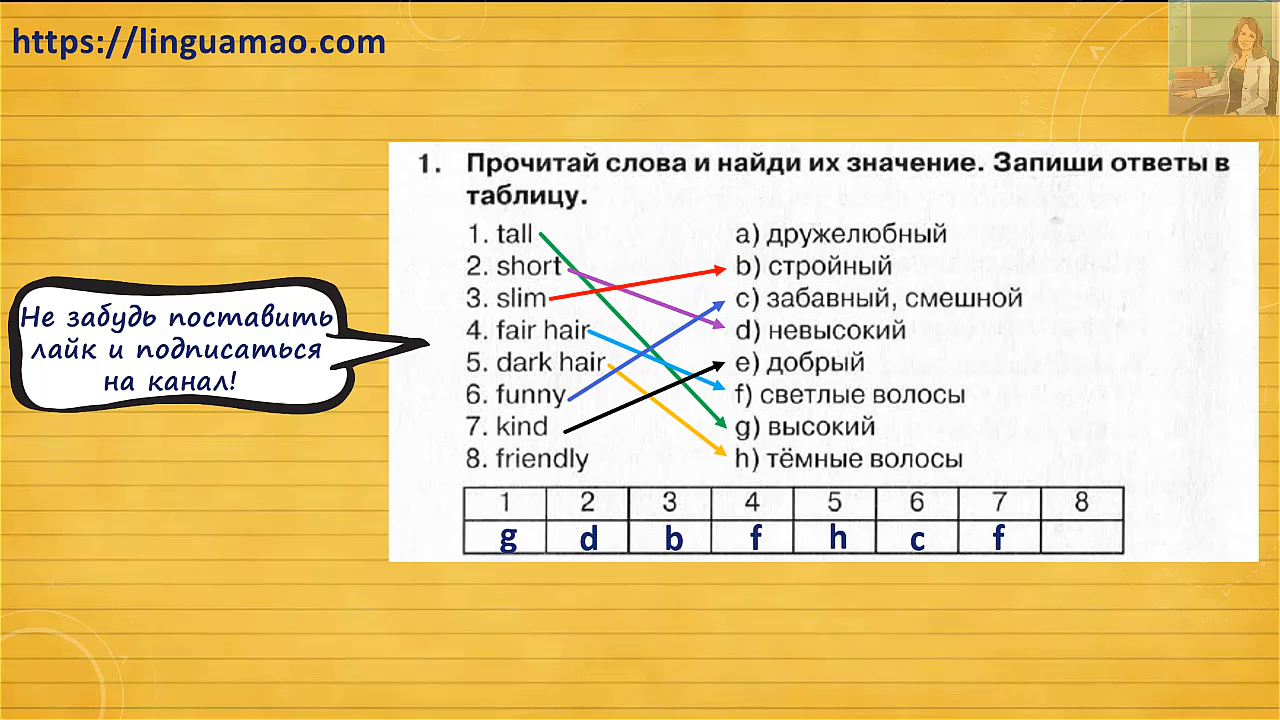 https://linguamao.com
1. Прочитай слова и найди их значение. Запиши ответы в
таблицу.
1. tall a) дружелюбный
2. short b) стройный
3. slim c) забавный, смешной
4. fair hair d) невысокий
5. dark hair e) добрый
6. funny f) светлые волосы
7. kind g) высокий
8. friendly h) тёмные волосы
1 2 3 4 5 6 7 8
g d b f h c f
Не забудь поставить
лайк и подписаться
на канал!